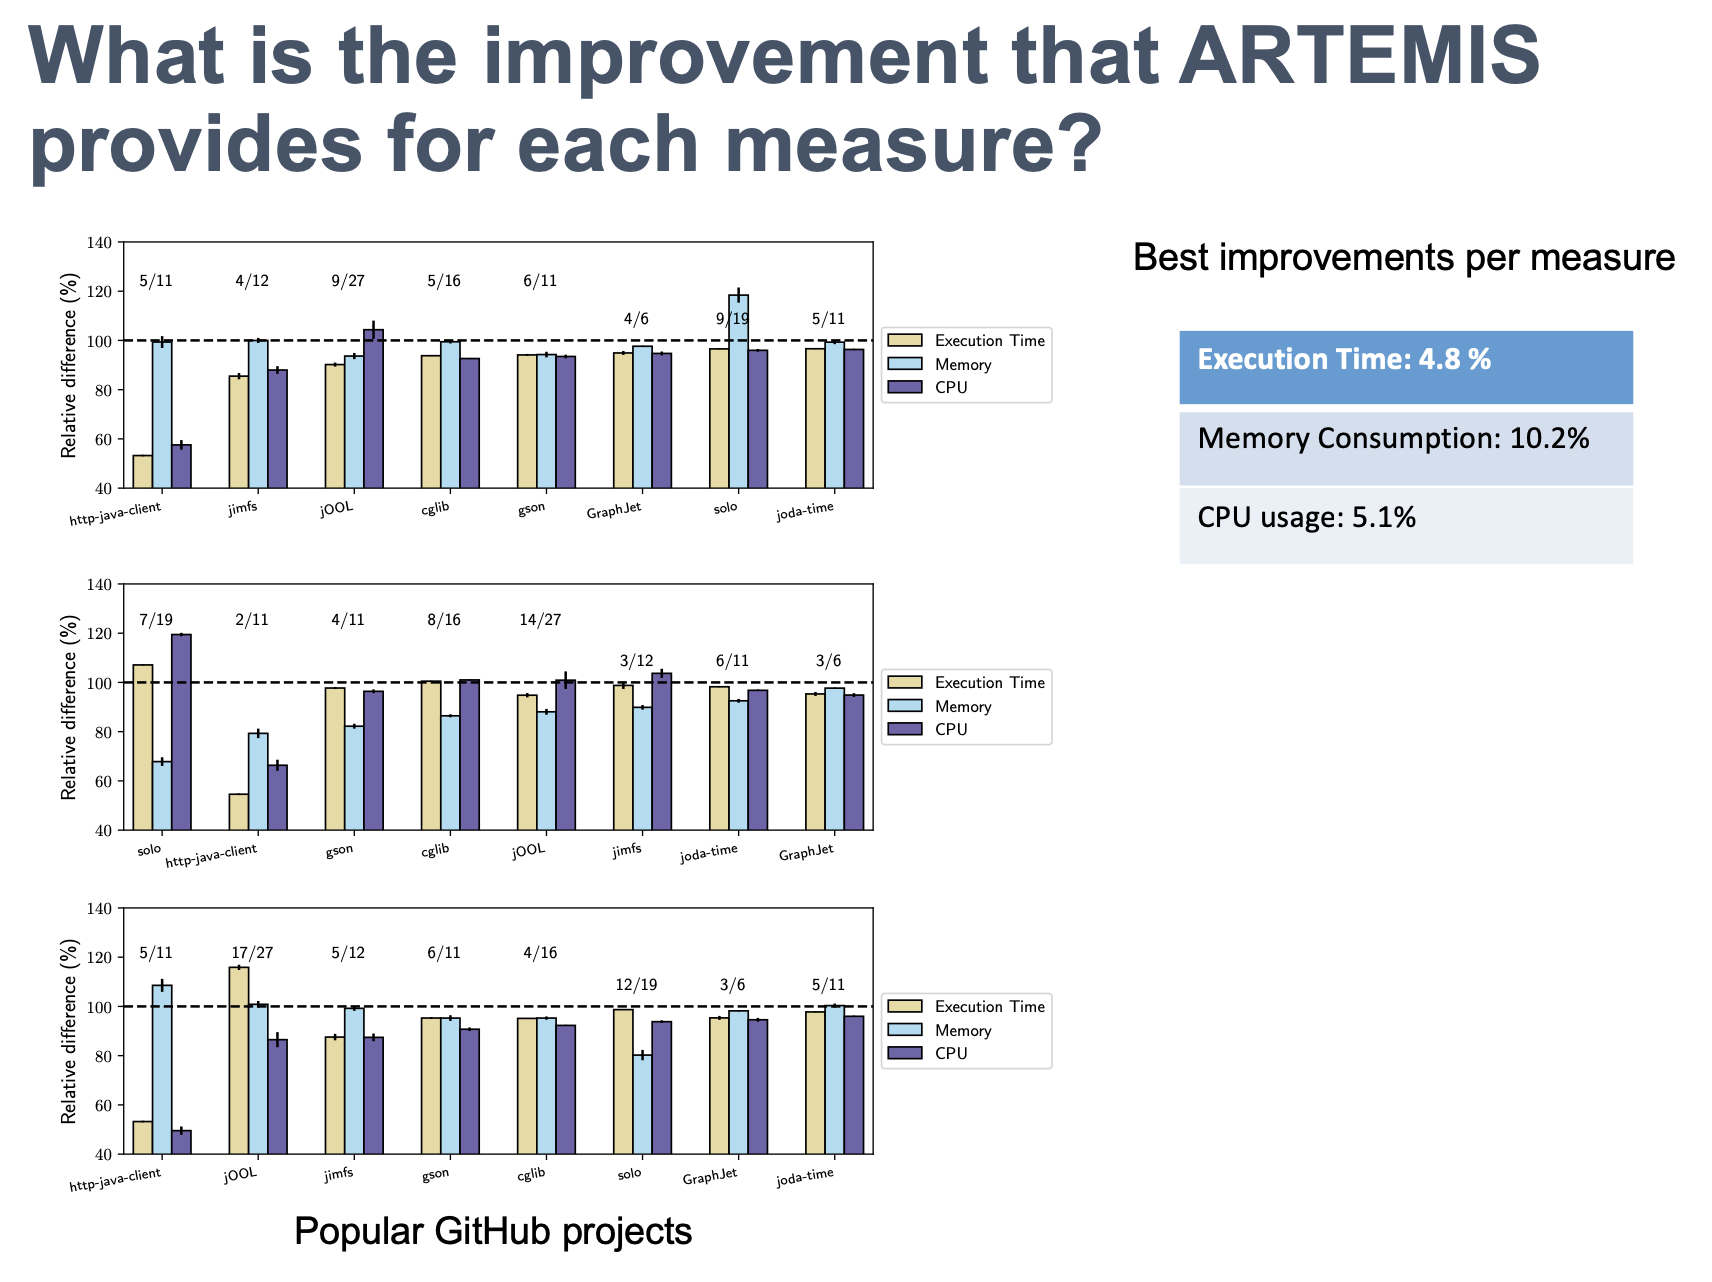 What is the improvement that ARTEMIS
provides for each measure?
Relative difference (%)
140
120
100
80
60
40
5/11
4/12
9/27
5/16
6/11
4/6
9/19
5/11
http-java-client
jimfs
jOOL
cglib
gson
GraphJet
solo
joda-time
Execution Time
Memory
CPU
Best improvements per measure
Execution Time: 4.8 %
Memory Consumption: 10.2%
CPU usage: 5.1%
Relative difference (%)
140
120
100
80
60
40
7/19
2/11
4/11
8/16
14/27
3/12
6/11
3/6
solo
http-java-client
gson
cglib
jOOL
jimfs
joda-time
GraphJet
Execution Time
Memory
CPU
Relative difference (%)
140
120
100
80
60
40
5/11
17/27
5/12
6/11
4/16
12/19
3/6
5/11
http-java-client
jOOL
jimfs
gson
cglib
solo
GraphJet
joda-time
Execution Time
Memory
CPU
Popular GitHub projects